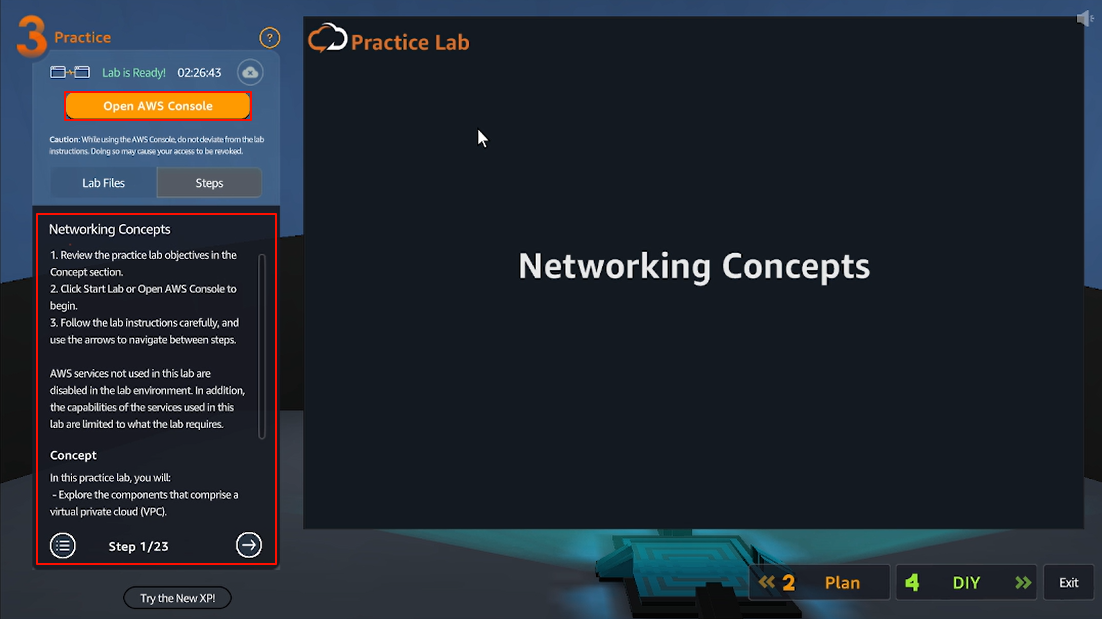 3 Practice
?
Lab is Ready! 02:26:43
Open AWS Console
Caution: While using the AWS Console, do not deviate from the lab
instructions. Doing so may cause your access to be revoked.
Lab Files Steps
Networking Concepts
1. Review the practice lab objectives in the
Concept section.
2. Click Start Lab or Open AWS Console to
begin.
3. Follow the lab instructions carefully, and
use the arrows to navigate between steps.
AWS services not used in this lab are
disabled in the lab environment. In addition,
the capabilities of the services used in this
lab are limited to what the lab requires.
Concept
In this practice lab, you will:
- Explore the components that comprise a
virtual private cloud (VPC).
Step 1/23
Try the New XP!
Practice Lab
Networking Concepts
2 Plan
4 DIY
Exit